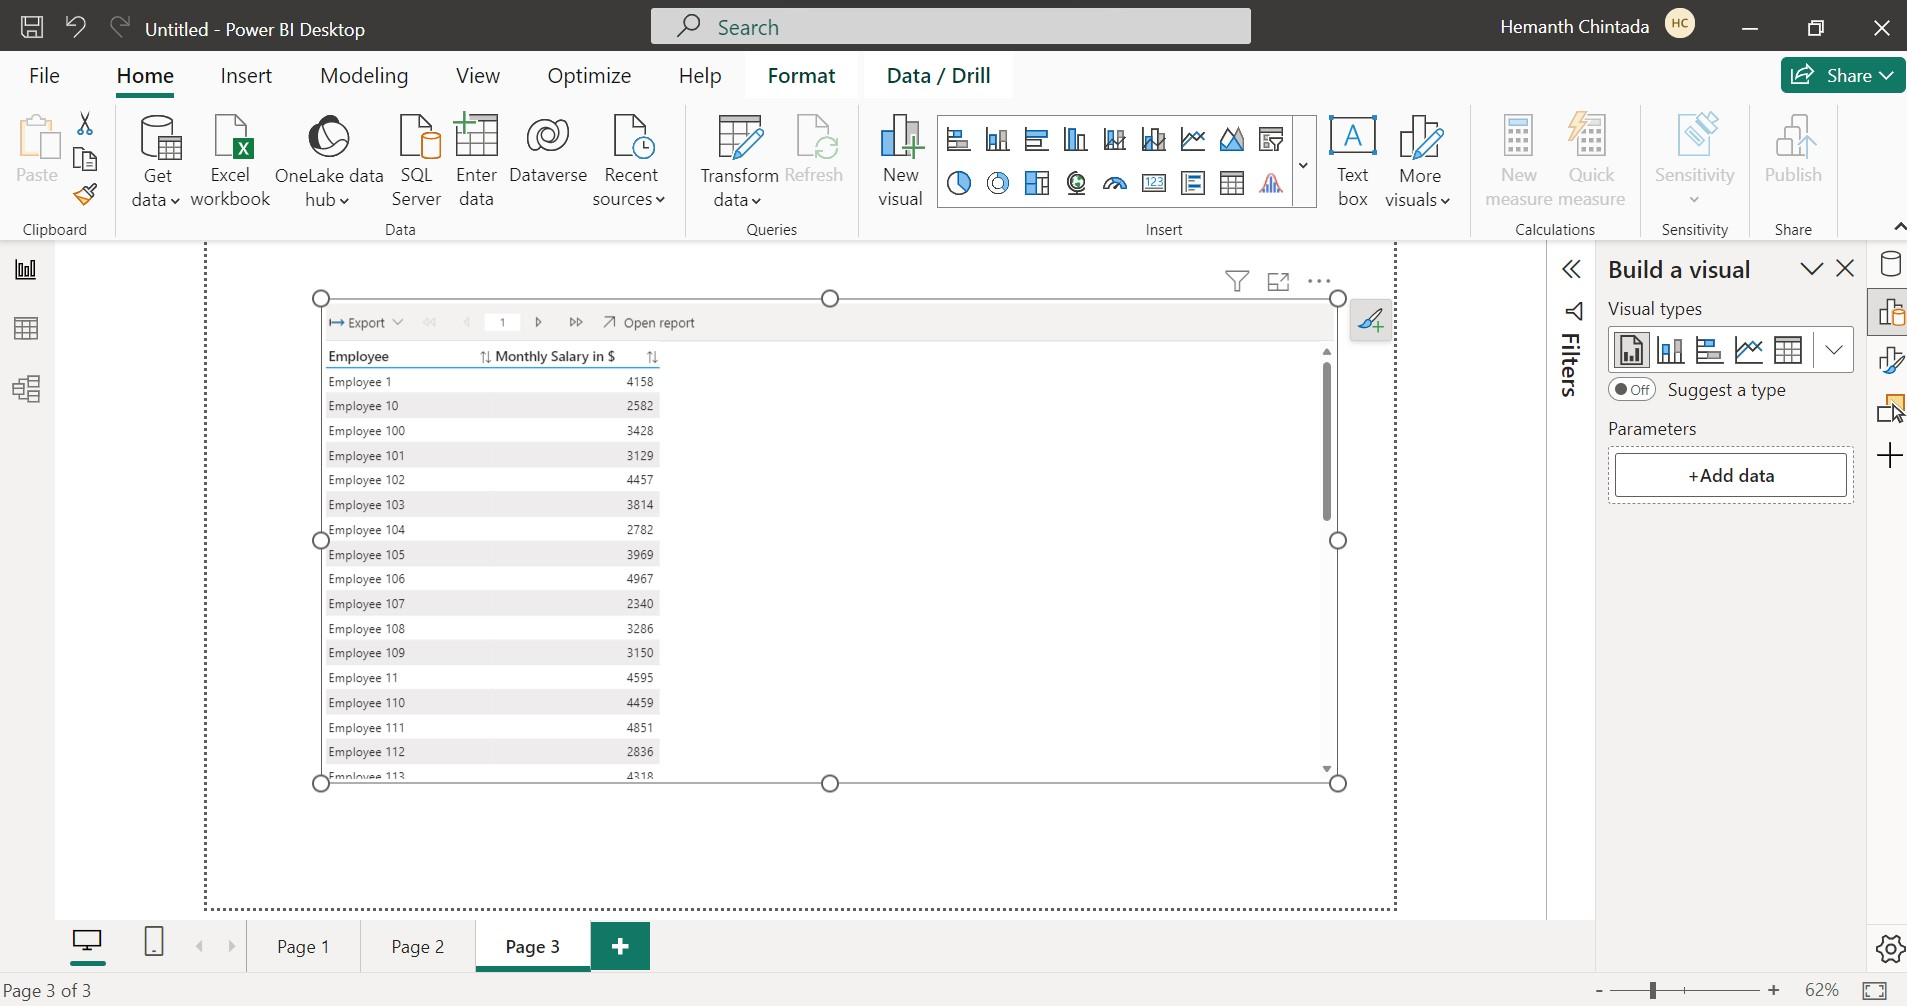 Untitled - Power BI Desktop
Search
Hemanth Chintada
HC
File
Home
Insert
Modeling
View
Optimize
Help
Format
Data / Drill
Share
Paste
Get data
Excel workbook
OneLake data hub
SQL Server
Enter data
Dataverse
Recent sources
Transform data
Refresh
New visual
123
A
Text box
More visuals
New measure
Quick measure
Sensitivity
Publish
Clipboard
Data
Queries
Insert
Calculations
Sensitivity
Share
Export
1
Open report
Employee Monthly Salary in $
Employee 1 4158
Employee 10 2582
Employee 100 3428
Employee 101 3129
Employee 102 4457
Employee 103 3814
Employee 104 2782
Employee 105 3969
Employee 106 4967
Employee 107 2340
Employee 108 3286
Employee 109 3150
Employee 11 4595
Employee 110 4459
Employee 111 4851
Employee 112 2836
Employee 113 4318
Filters
Build a visual
Visual types
Off
Suggest a type
Parameters
+Add data
Page 1
Page 2
Page 3
Page 3 of 3
- +
62%